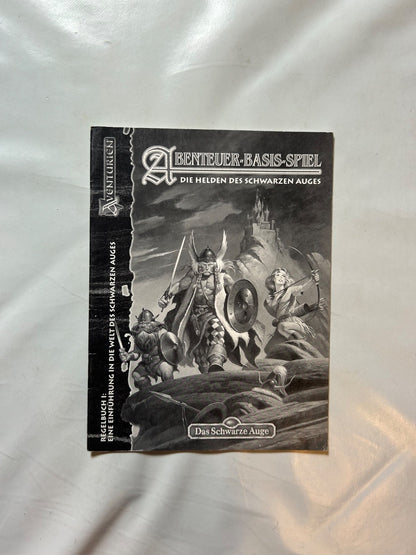 ABENTEUER-BASIS-SPIEL
DIE HELDEN DES SCHWARZEN AUGES
AVENTURIEN
REGELBUCH 1:
EINE EINFÜHRUNG IN DIE WELT DES SCHWARZEN AUGES
Das Schwarze Auge